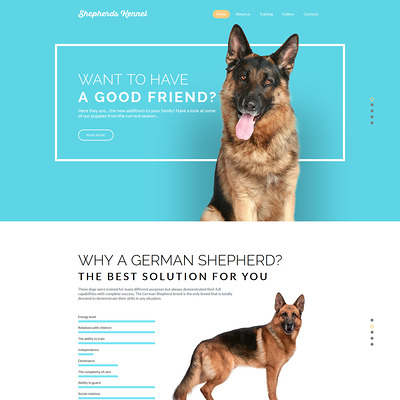 Shepherds Kennel
Home About us Training Gallery Contacts
WANT TO HAVE
A GOOD FRIEND?
Here they are... the new additions to your family! Have a look at some
of our puppies from the current season...
READ MORE
WHY A GERMAN SHEPHERD?
THE BEST SOLUTION FOR YOU
These dogs were trained for many different purposes but always demonstrated their full
capabilities with complete success. The German Shepherd breed is the only breed that is totally
devoted to demonstrate their skills in any situation.
Energy level
Relations with children
The ability to train
Independence
Dominance
The complexity of care
Ability to guard
Social relations